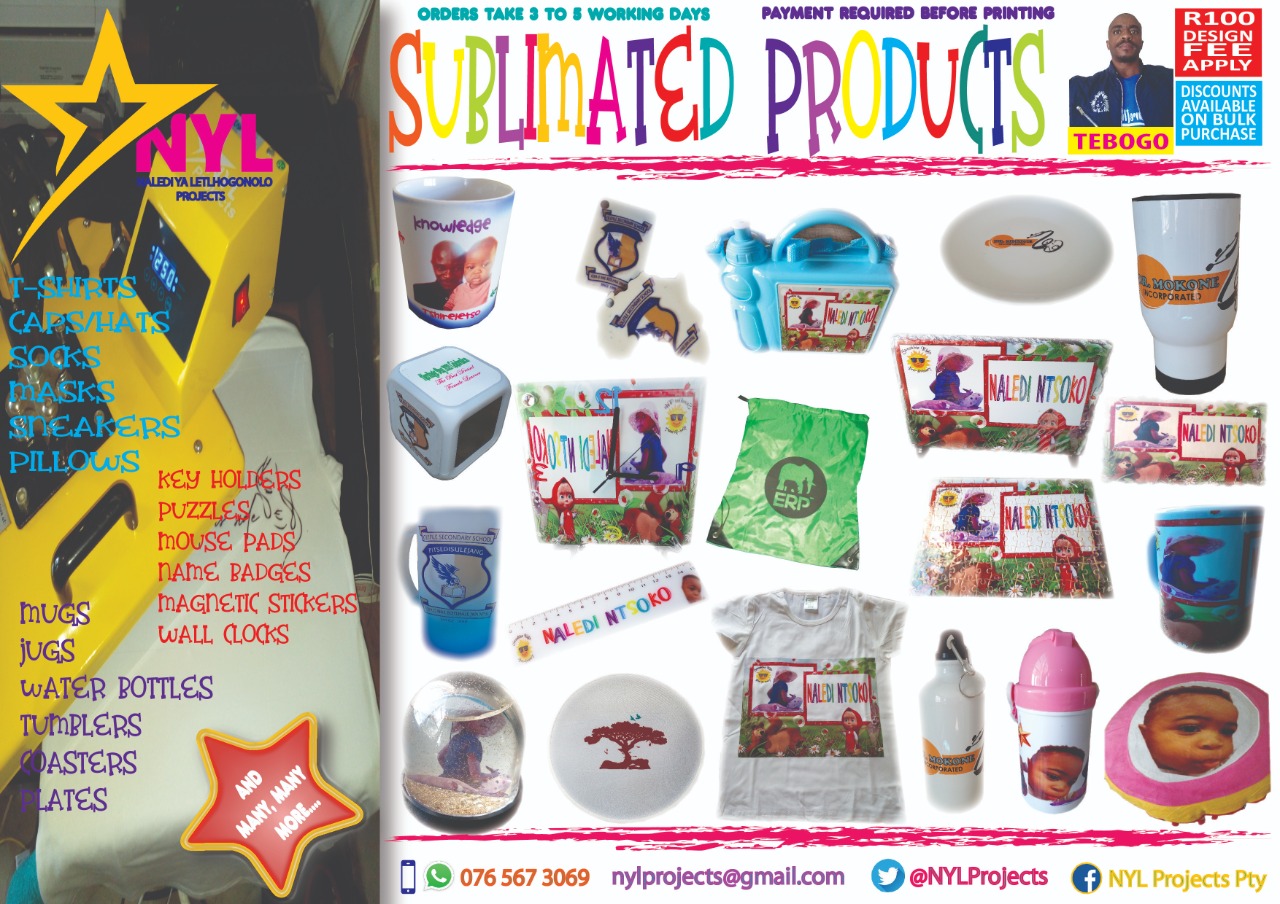 ORDERS TAKE 3 TO 5 WORKING DAYS
PAYMENT REQUIRED BEFORE PRINTING
SUBLIMATED PRODUCTS
TEBOGO
R100
DESIGN
FEE
APPLY
DISCOUNTS
AVAILABLE
ON BULK
PURCHASE
NYL
NALEDI YA LETLHOGONOLO
PROJECTS
T-SHIRTS
CAPS/HATS
SOCKS
MASKS
SNEAKERS
PILLOWS
KEY HOLDERS
PUZZLES
MOUSE PADS
NAME BADGES
MAGNETIC STICKERS
WALL CLOCKS
MUGS
JUGS
WATER BOTTLES
TUMBLERS
COASTERS
PLATES
AND
MANY, MANY
MORE....
knowledge
MOKONE
INCORPORATED
NALEDI NTSOKO
NALEDI NTSOKO
NALEDI NTSOKO
NALEDI NTSOKO
ERP
PITSEDISULEJANG
NALEDI NTSOKO
NALEDI NTSOKO
MOKONE
076 567 3069
nylprojects@gmail.com
@NYLProjects
NYL Projects Pty